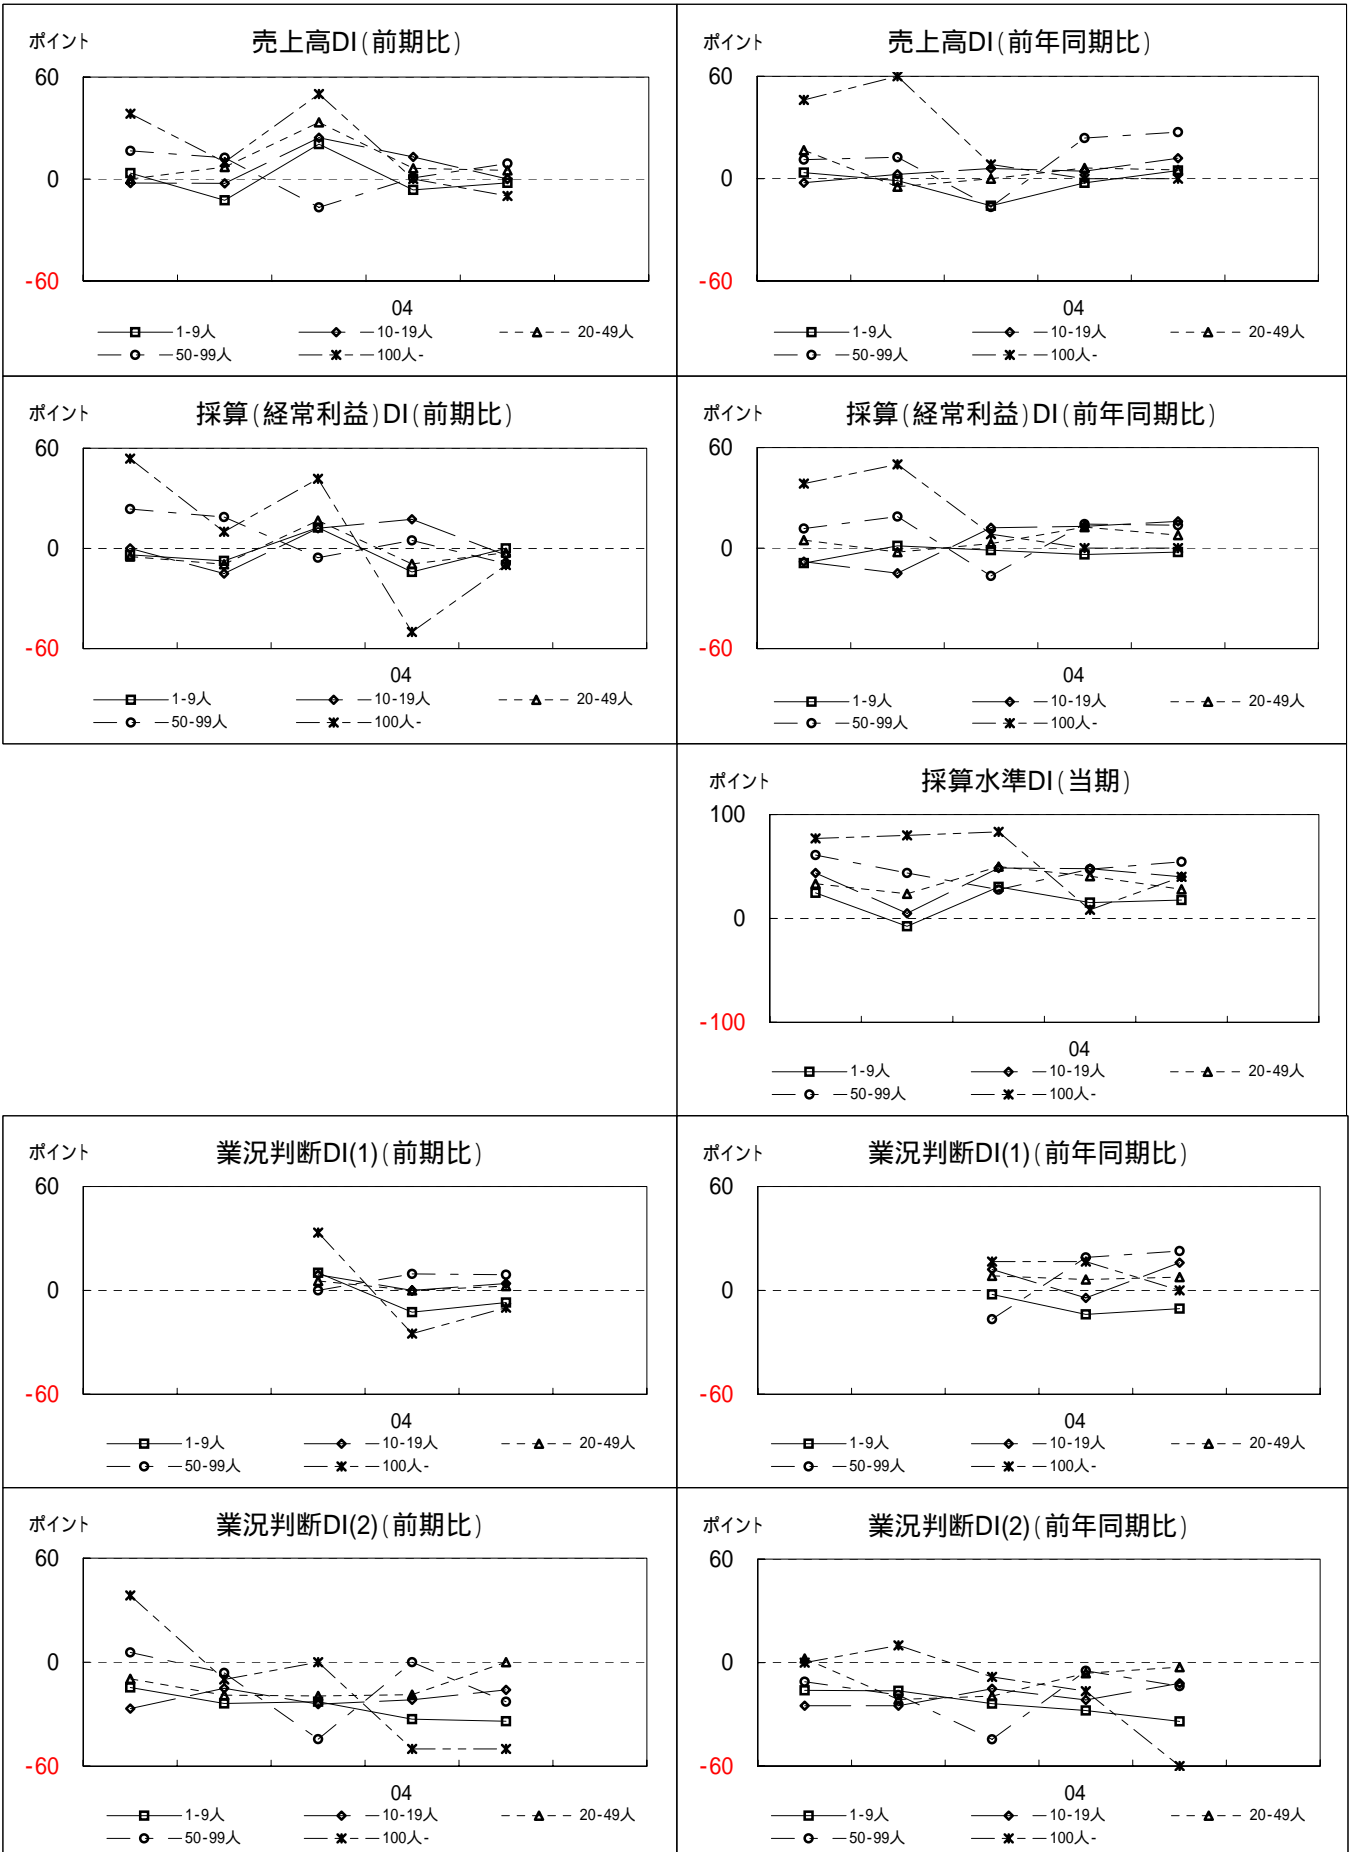 ポイント 売上高DI(前期比)
60
0
-60
04
1-9人 10-19人 20-49人
50-99人 100人-
ポイント 売上高DI(前年同期比)
60
0
-60
04
1-9人 10-19人 20-49人
50-99人 100人-
ポイント 採算(経常利益)DI(前期比)
60
0
-60
04
1-9人 10-19人 20-49人
50-99人 100人-
ポイント 採算(経常利益)DI(前年同期比)
60
0
-60
04
1-9人 10-19人 20-49人
50-99人 100人-
ポイント 採算水準DI(当期)
100
0
-100
04
1-9人 10-19人 20-49人
50-99人 100人-
ポイント 業況判断DI(1)(前期比)
60
0
-60
04
1-9人 10-19人 20-49人
50-99人 100人-
ポイント 業況判断DI(1)(前年同期比)
60
0
-60
04
1-9人 10-19人 20-49人
50-99人 100人-
ポイント 業況判断DI(2)(前期比)
60
0
-60
04
1-9人 10-19人 20-49人
50-99人 100人-
ポイント 業況判断DI(2)(前年同期比)
60
0
-60
04
1-9人 10-19人 20-49人
50-99人 100人-